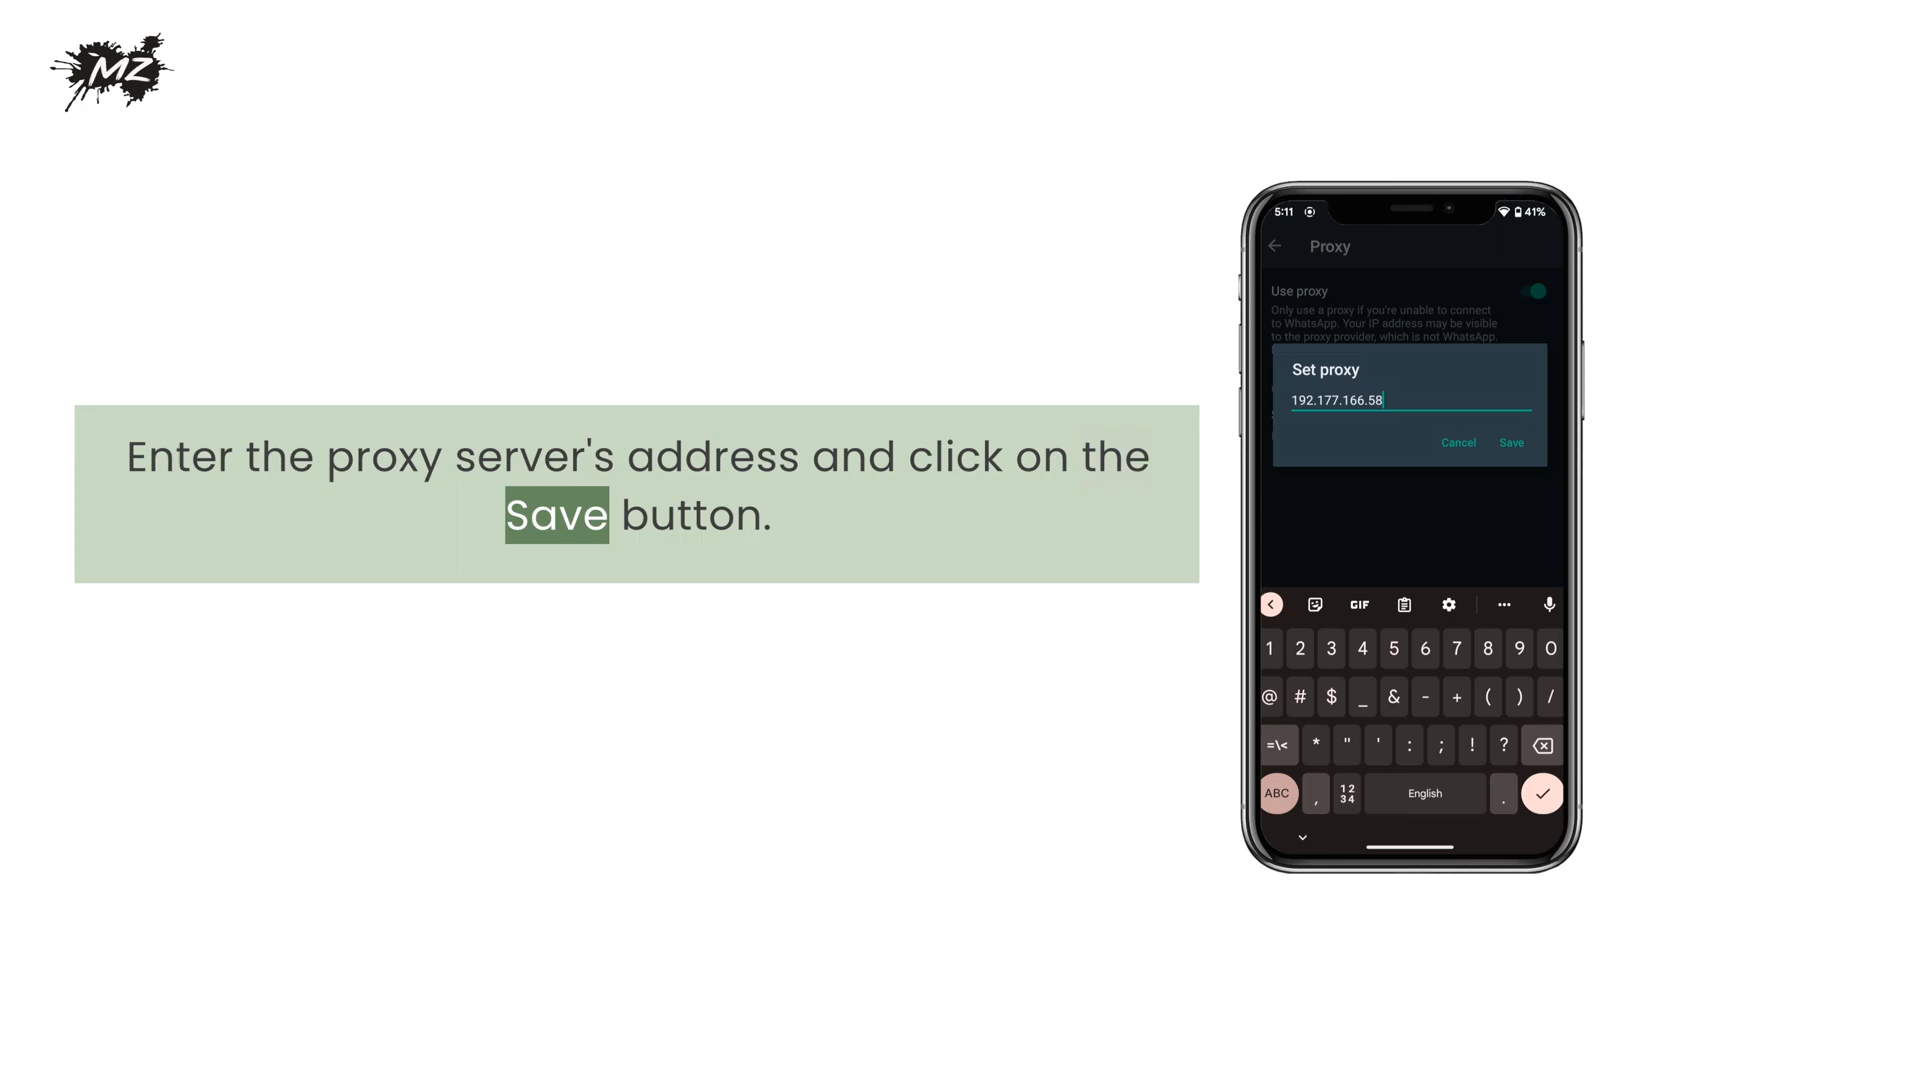 MZ
Enter the proxy server's address and click on the
Save button.
5:11 41%
Proxy
Use proxy
Only use a proxy if you're unable to connect
to WhatsApp. Your IP address may be visible
to the proxy provider, which is not WhatsApp.
Set proxy
192.177.166.58
Cancel Save
GIF
1 2 3 4 5 6 7 8 9 0
@ # $ _ & - + ( ) /
=\< * " ' : ; ! ?
ABC , 12 34 English .